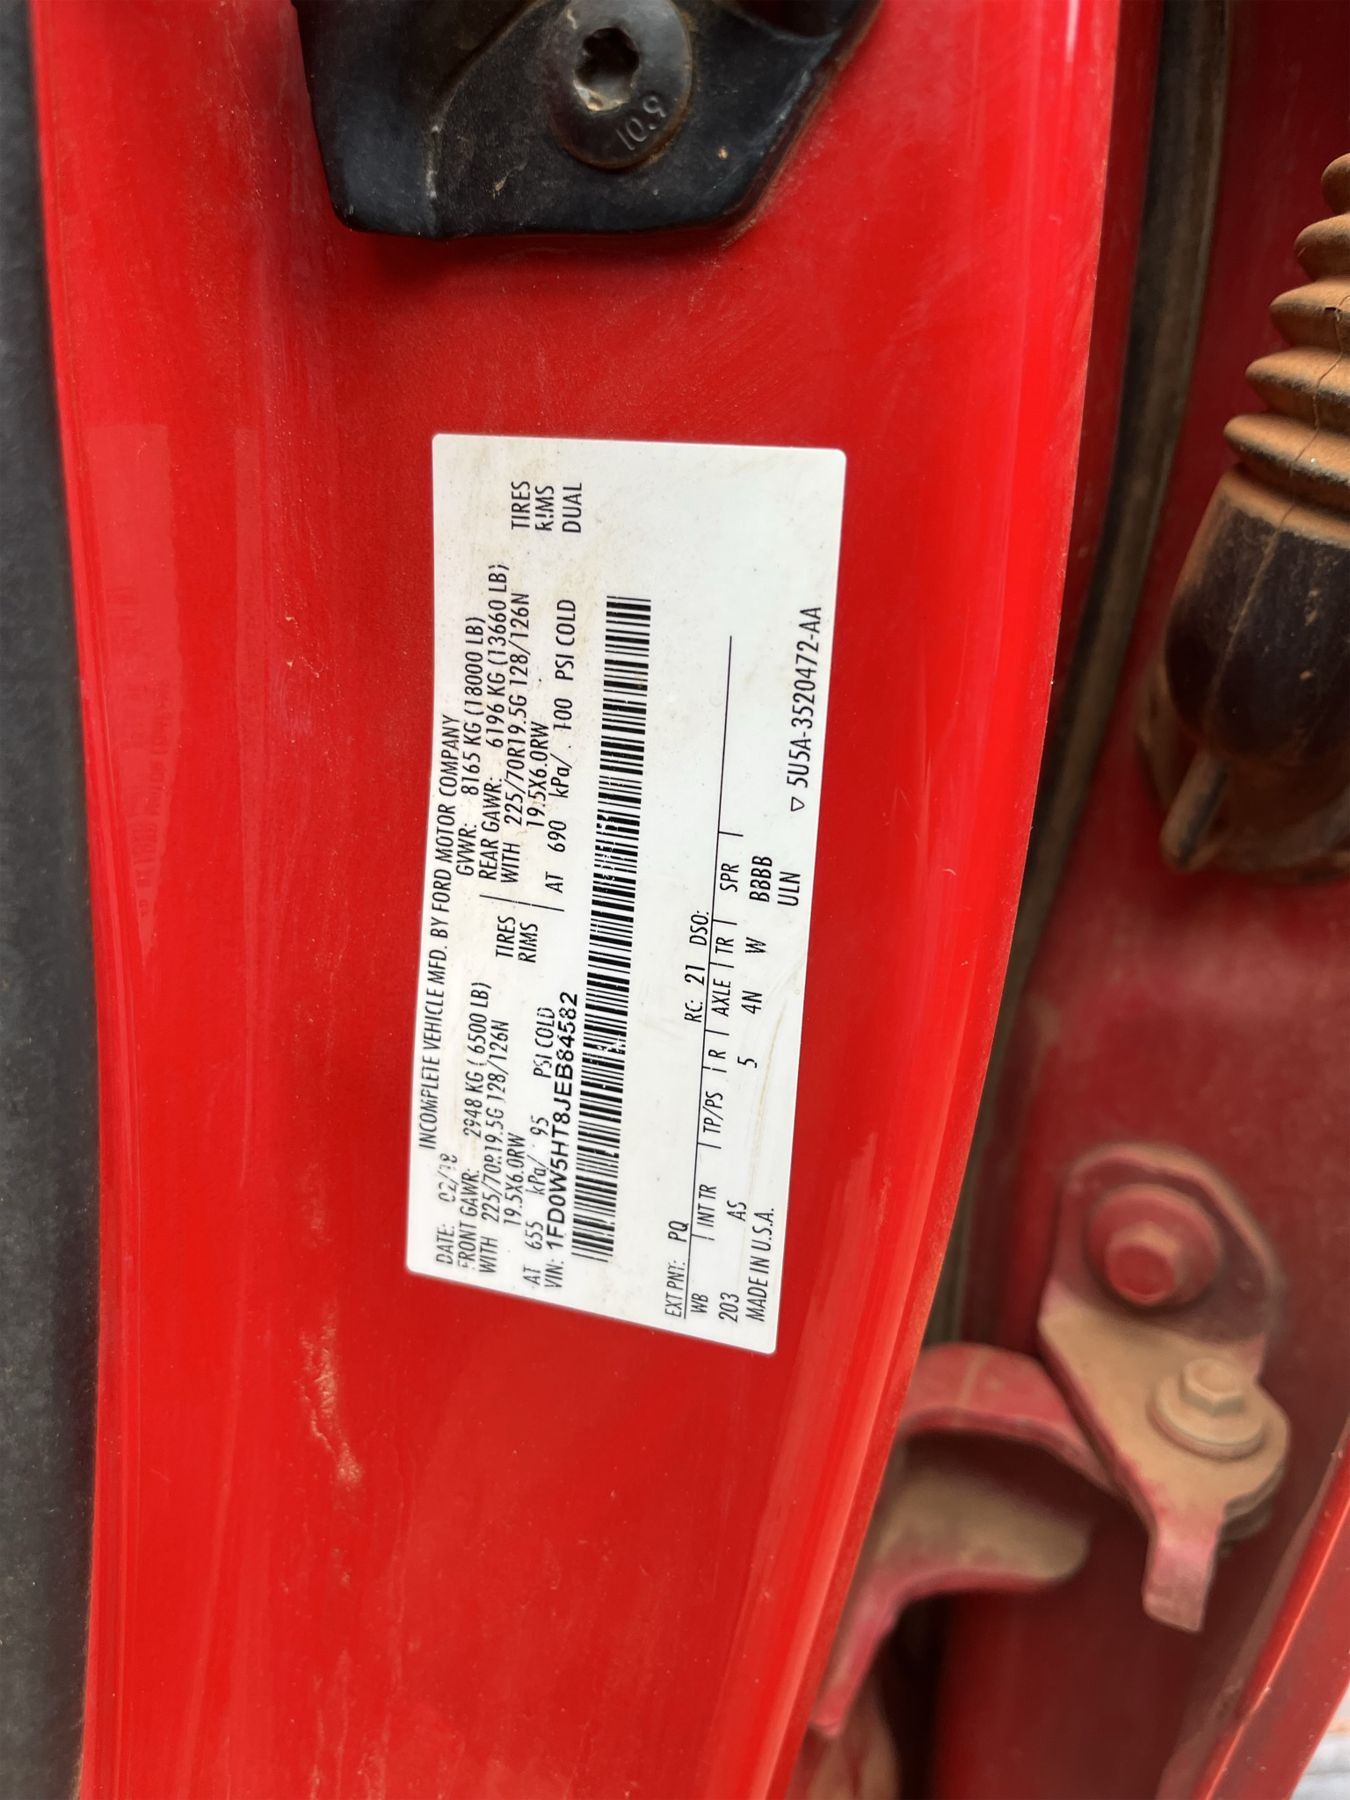 10.9
INCOMPLETE VEHICLE MFD. BY FORD MOTOR COMPANY
DATE: 02/18 GVWR: 8165 KG (18000 LB)
FRONT GAWR: 2948 KG ( 6500 LB) REAR GAWR: 6196 KG (13660 LB)
WITH 225/70R19.5G 128/126N TIRES WITH 225/70R19.5G 128/126N TIRES
19.5X6.0RW RIMS 19.5X6.0RW RIMS
AT 655 kPa/ 95 PSI COLD AT 690 kPa/ 100 PSI COLD DUAL
VIN: 1FD0W5HT8JEB84582
EXT PNT: PQ RC: 21 DSO:
WB INT TR TP/PS R AXLE TR SPR
203 AS 5 4N W BBBB
MADE IN U.S.A. ULN
▽ 5U5A-3520472-AA